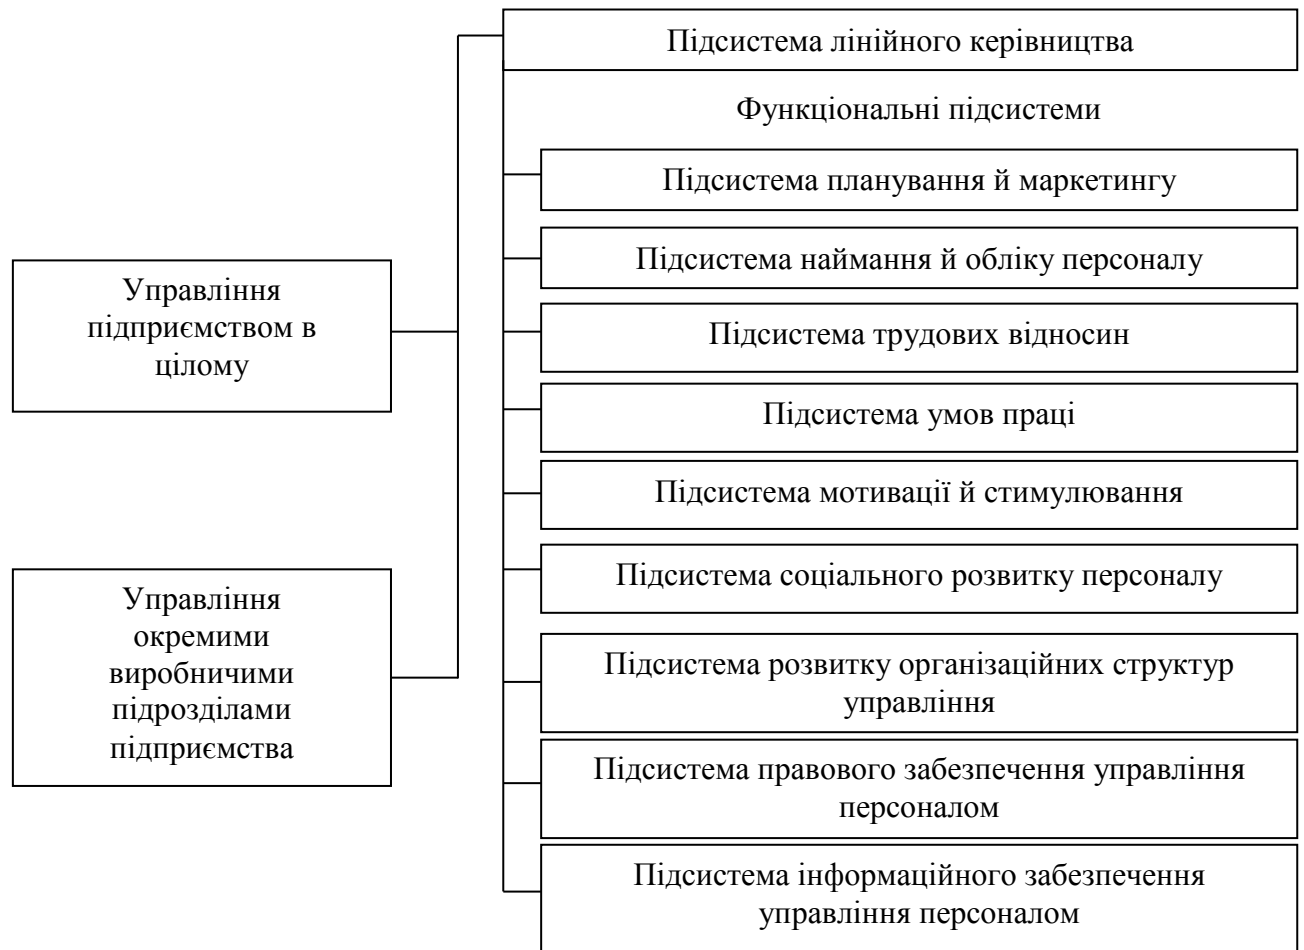 Підсистема лінійного керівництва
Функціональні підсистеми
Підсистема планування й маркетингу
Підсистема наймання й обліку персоналу
Управління
підприємством в
цілому
Підсистема трудових відносин
Підсистема умов праці
Підсистема мотивації й стимулювання
Підсистема соціального розвитку персоналу
Управління
окремими
виробничими
підрозділами
підприємства
Підсистема розвитку організаційних структур
управління
Підсистема правового забезпечення управління
персоналом
Підсистема інформаційного забезпечення
управління персоналом